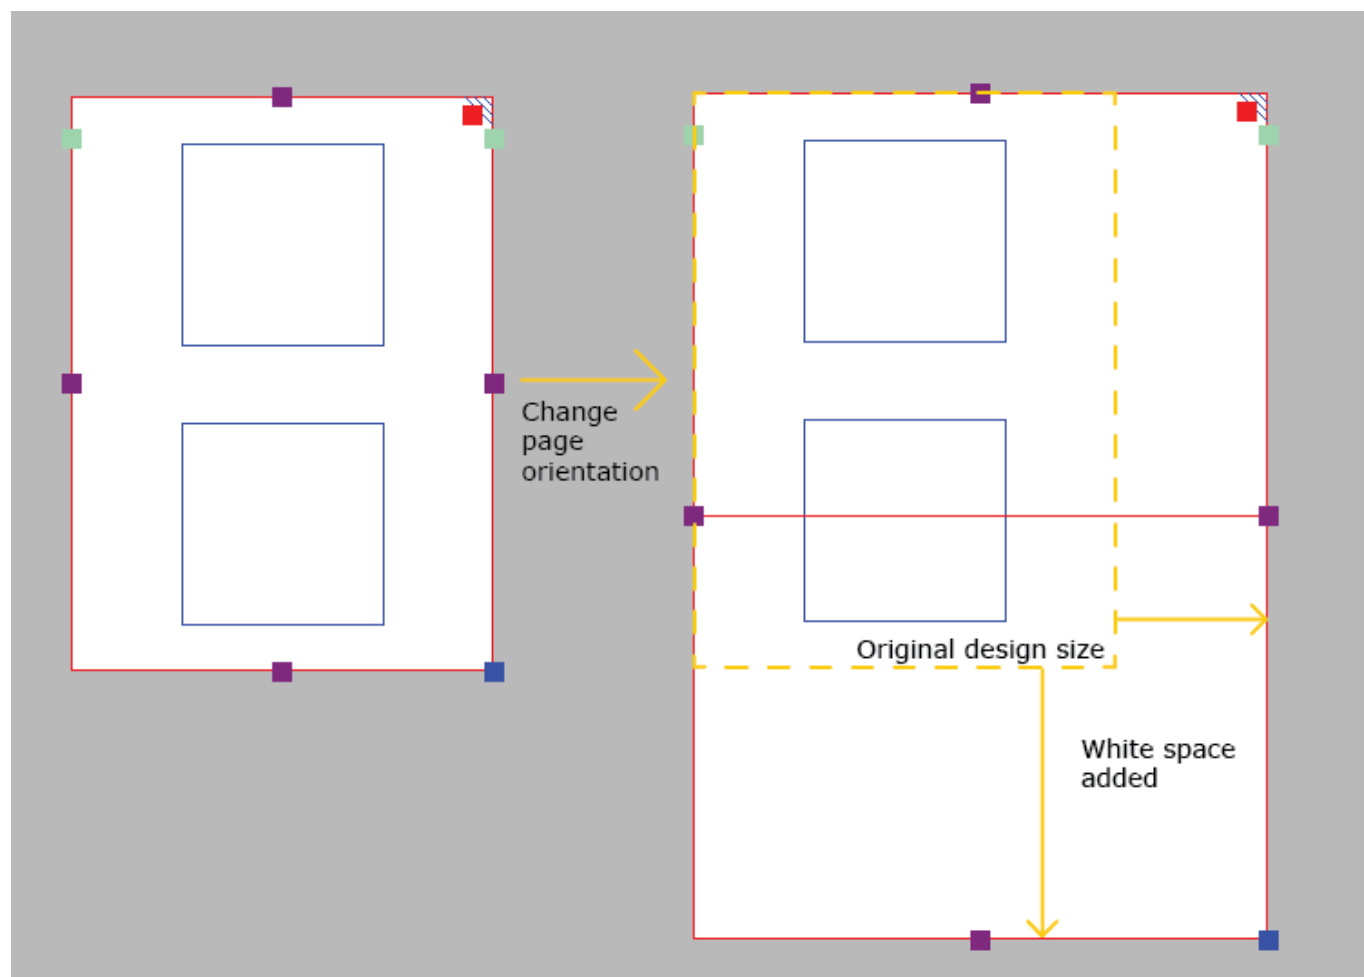 Change
page
orientation
Original design size
White space
added